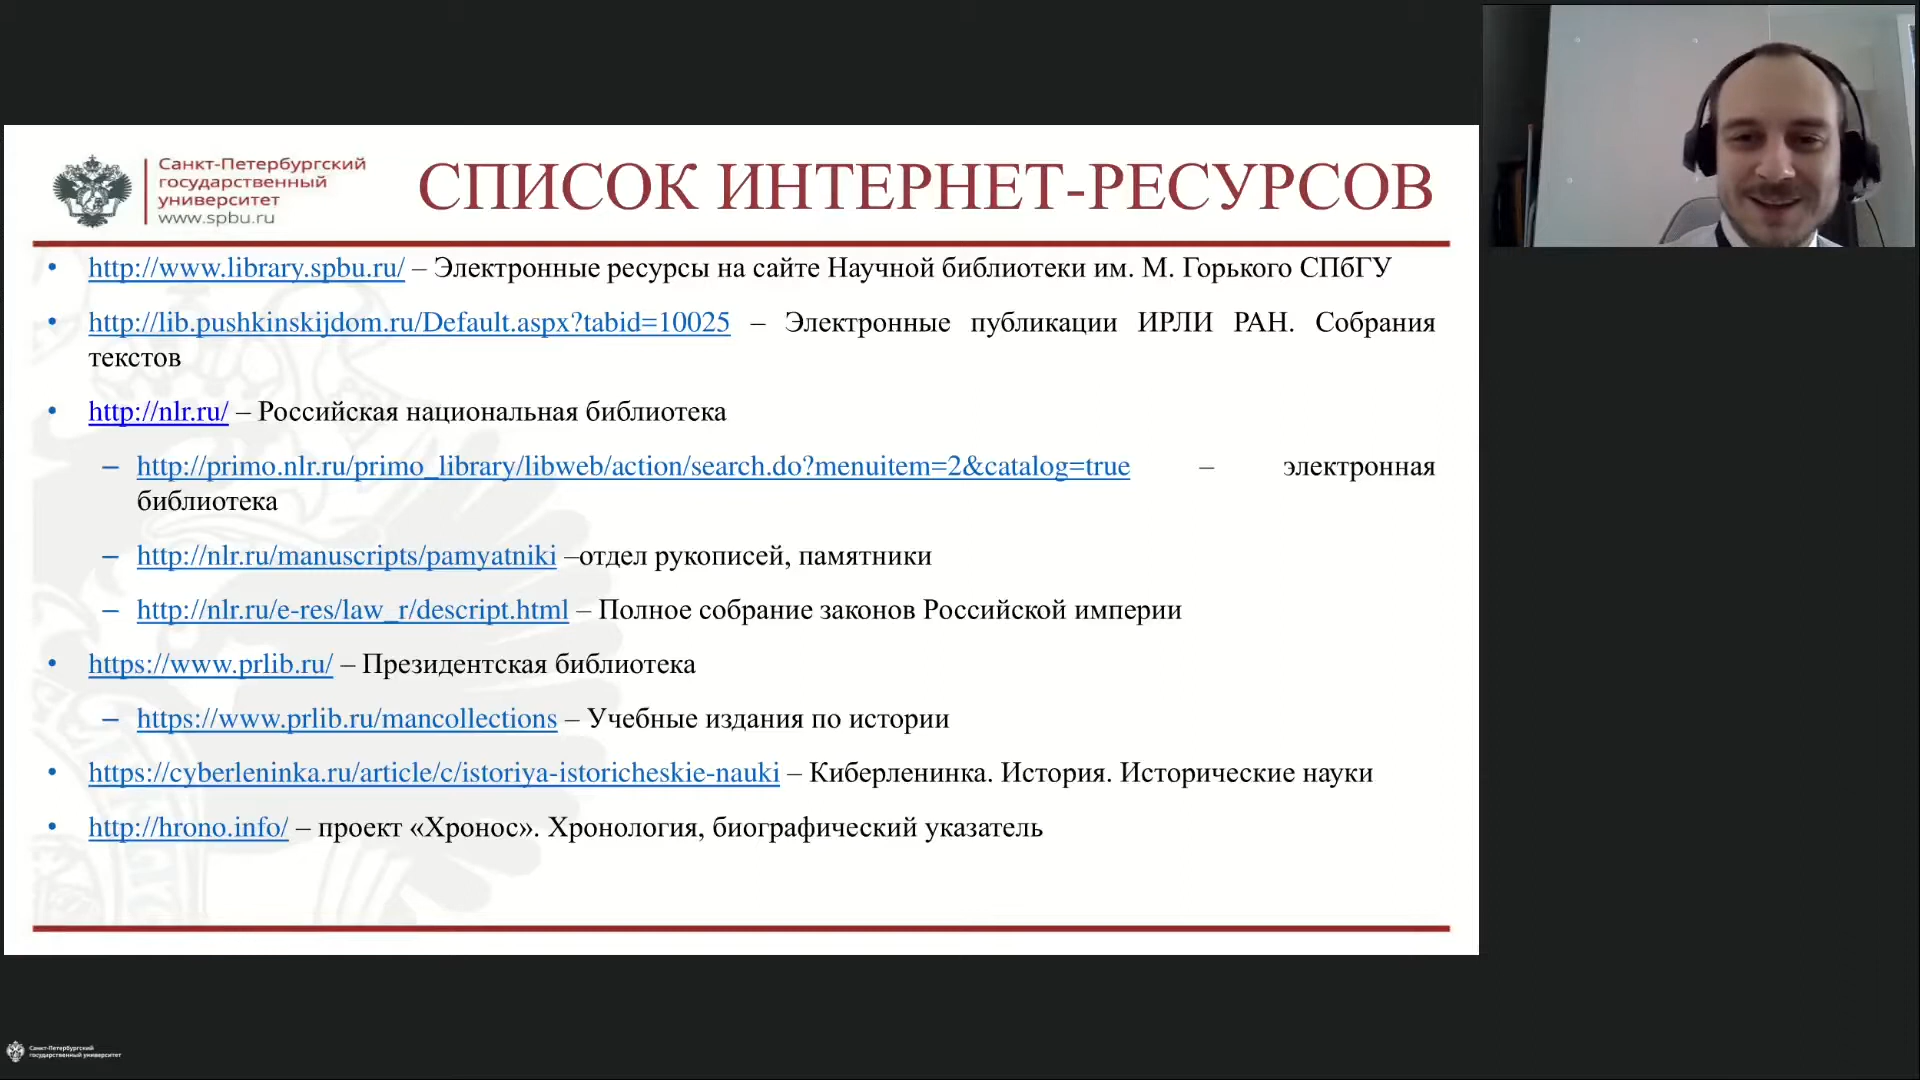 Санкт-Петербургский
государственный
университет
www.spbu.ru
СПИСОК ИНТЕРНЕТ-РЕСУРСОВ
• http://www.library.spbu.ru/ – Электронные ресурсы на сайте Научной библиотеки им. М. Горького СПбГУ
• http://lib.pushkinskijdom.ru/Default.aspx?tabid=10025 – Электронные публикации ИРЛИ РАН. Собрания
текстов
• http://nlr.ru/ – Российская национальная библиотека
– http://primo.nlr.ru/primo_library/libweb/action/search.do?menuitem=2&catalog=true – электронная
библиотека
– http://nlr.ru/manuscripts/pamyatniki –отдел рукописей, памятники
– http://nlr.ru/e-res/law_r/descript.html – Полное собрание законов Российской империи
• https://www.prlib.ru/ – Президентская библиотека
– https://www.prlib.ru/mancollections – Учебные издания по истории
• https://cyberleninka.ru/article/c/istoriya-istoricheskie-nauki – Киберленинка. История. Исторические науки
• http://hrono.info/ – проект «Хронос». Хронология, биографический указатель
Санкт-Петербургский
государственный университет